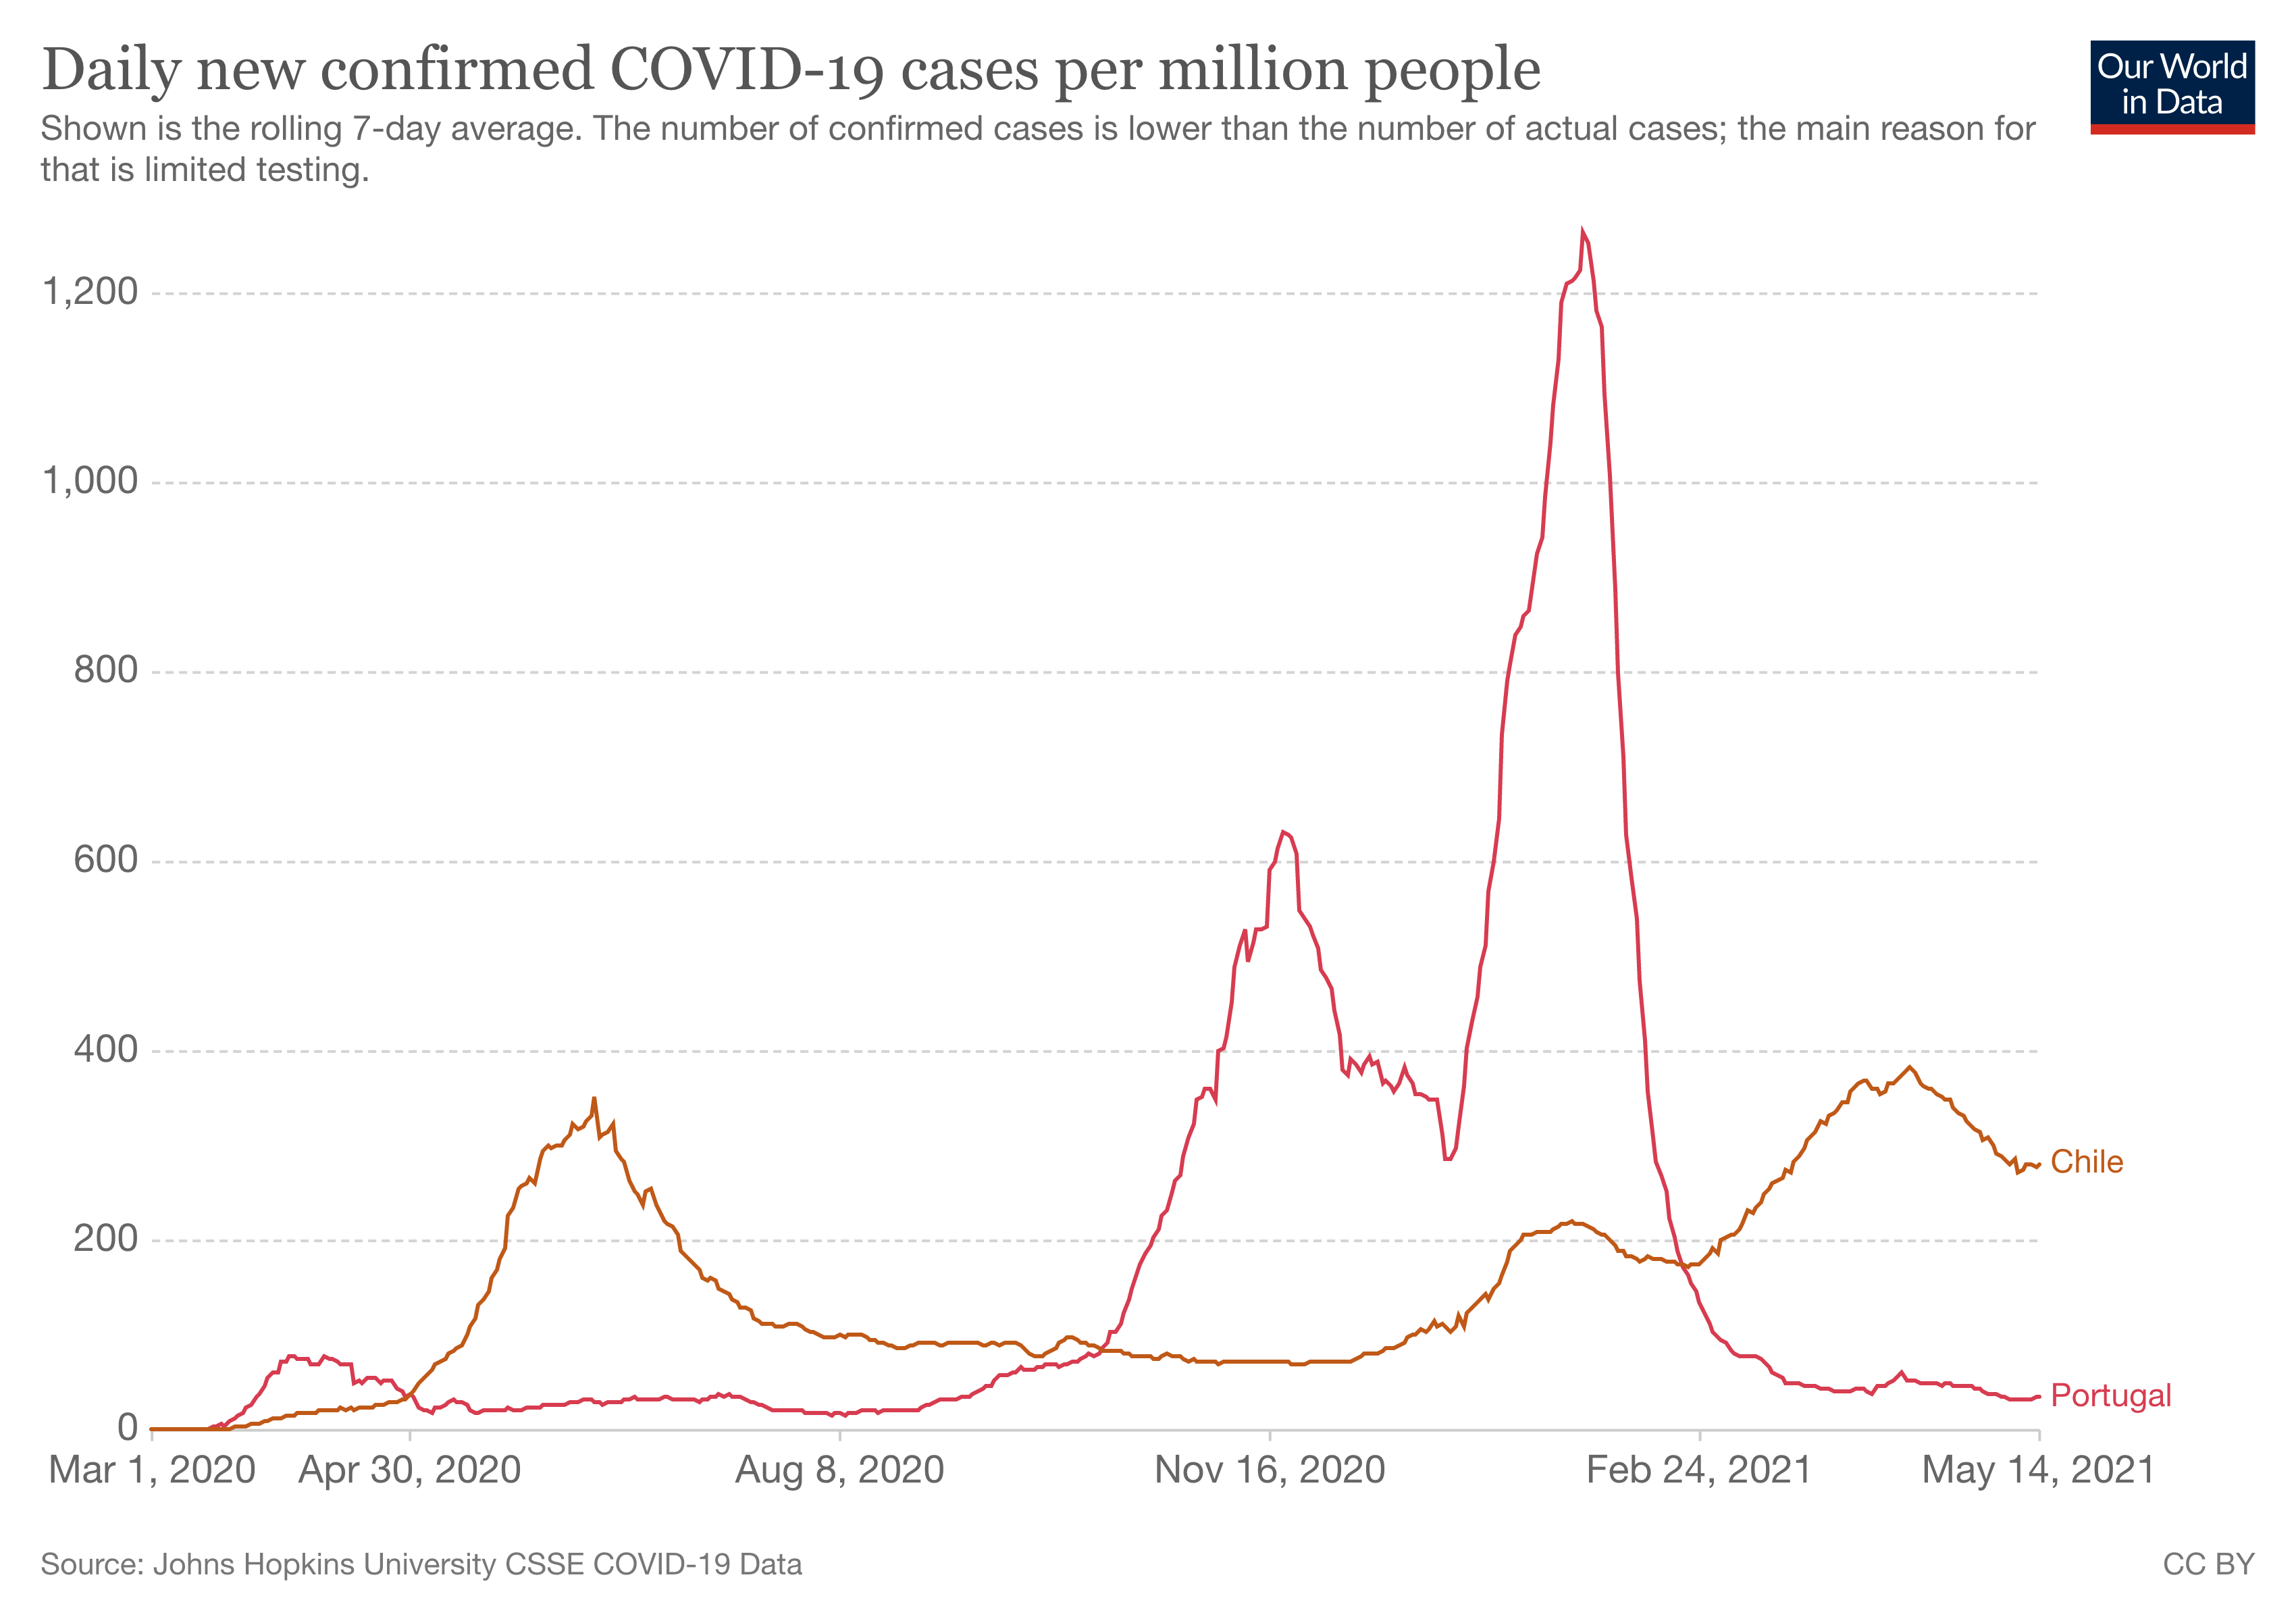 Daily new confirmed COVID-19 cases per million people
Shown is the rolling 7-day average. The number of confirmed cases is lower than the number of actual cases; the main reason for
that is limited testing.
Our World
in Data
1,200
1,000
800
600
400
200
0
Chile
Portugal
Mar 1, 2020
Apr 30, 2020
Aug 8, 2020
Nov 16, 2020
Feb 24, 2021
May 14, 2021
Source: Johns Hopkins University CSSE COVID-19 Data
CC BY